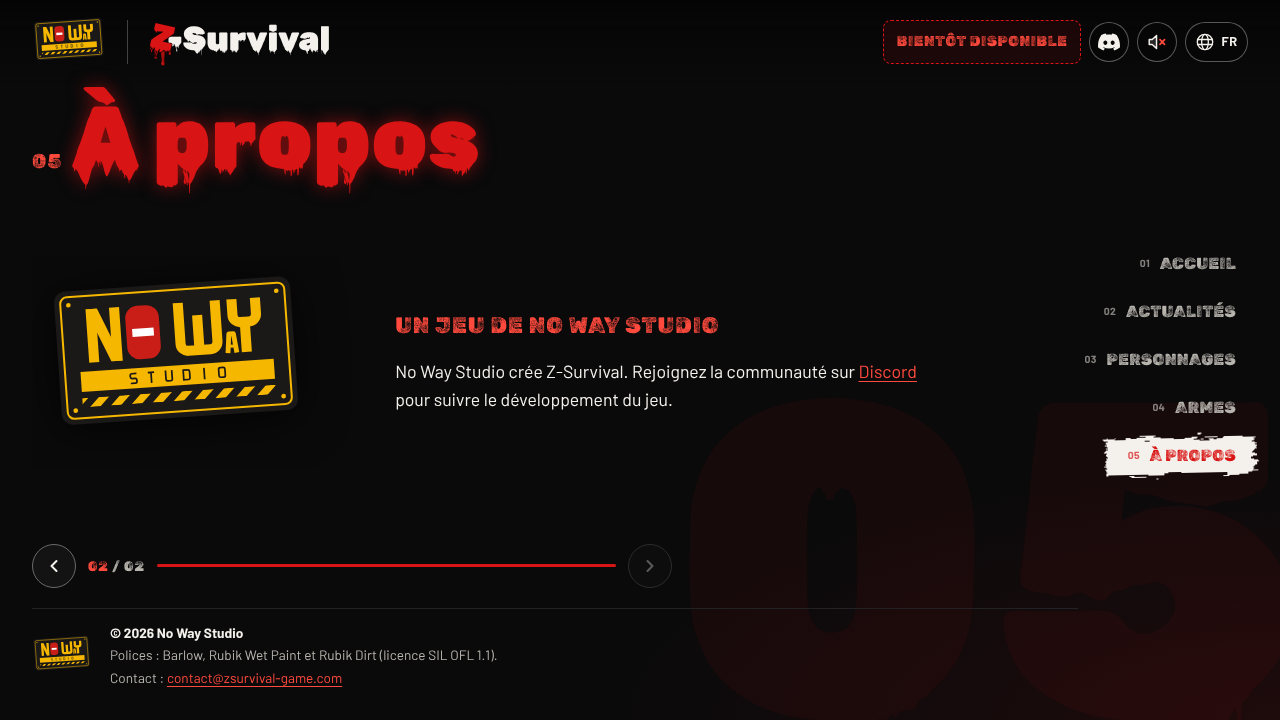 NO WAY
STUDIO
Z-Survival
BIENTÔT DISPONIBLE
FR
05 À propos
NO WAY
STUDIO
UN JEU DE NO WAY STUDIO
No Way Studio crée Z-Survival. Rejoignez la communauté sur Discord
pour suivre le développement du jeu.
01 ACCUEIL
02 ACTUALITÉS
03 PERSONNAGES
04 ARMES
05 À PROPOS
05
02 / 02
NO WAY
STUDIO
© 2026 No Way Studio
Polices : Barlow, Rubik Wet Paint et Rubik Dirt (licence SIL OFL 1.1).
Contact : contact@zsurvival-game.com